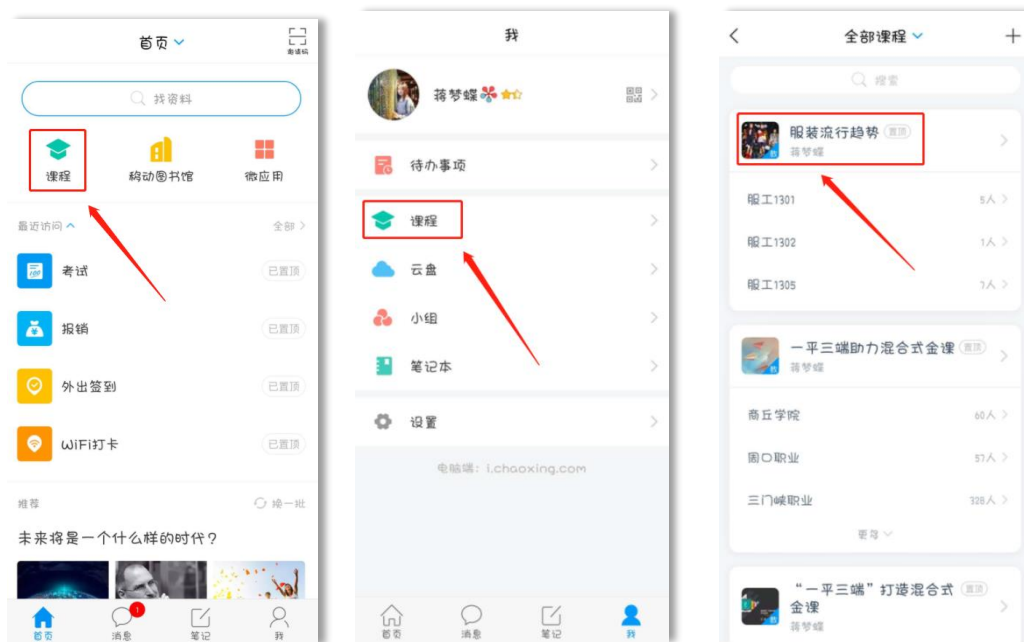 首页
邀请码
找资料
课程
移动图书馆
微应用
最近访问
全部
考试
已置顶
报销
已置顶
外出签到
已置顶
WiFi打卡
已置顶
推荐
换一批
未来将是一个什么样的时代?
首页
消息
1
笔记
我
我
蒋梦蝶
待办事项
课程
云盘
小组
笔记本
设置
电脑端:i.chaoxing.com
首页
消息
笔记
我
全部课程
搜索
服装流行趋势 置顶
蒋梦蝶
服工1301 5人
服工1302 1人
服工1305 7人
一平三端助力混合式金课 置顶
蒋梦蝶
商丘学院 60人
周口职业 57人
三门峡职业 328人
更多
“一平三端”打造混合式 置顶
金课
蒋梦蝶